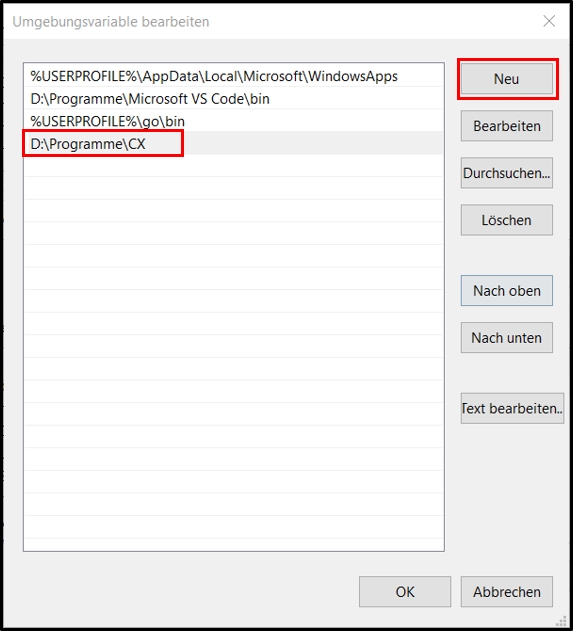 Umgebungsvariable bearbeiten
%USERPROFILE%\AppData\Local\Microsoft\WindowsApps
D:\Programme\Microsoft VS Code\bin
%USERPROFILE%\go\bin
D:\Programme\CX
Neu
Bearbeiten
Durchsuchen...
Löschen
Nach oben
Nach unten
Text bearbeiten..
OK
Abbrechen